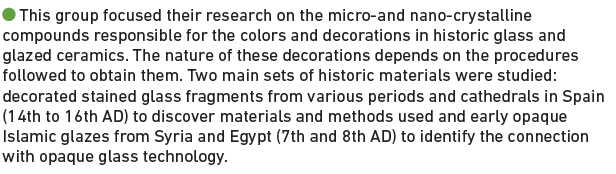 This group focused their research on the micro-and nano-crystalline
compounds responsible for the colors and decorations in historic glass and
glazed ceramics. The nature of these decorations depends on the procedures
followed to obtain them. Two main sets of historic materials were studied:
decorated stained glass fragments from various periods and cathedrals in Spain
(14th to 16th AD) to discover materials and methods used and early opaque
Islamic glazes from Syria and Egypt (7th and 8th AD) to identify the connection
with opaque glass technology.